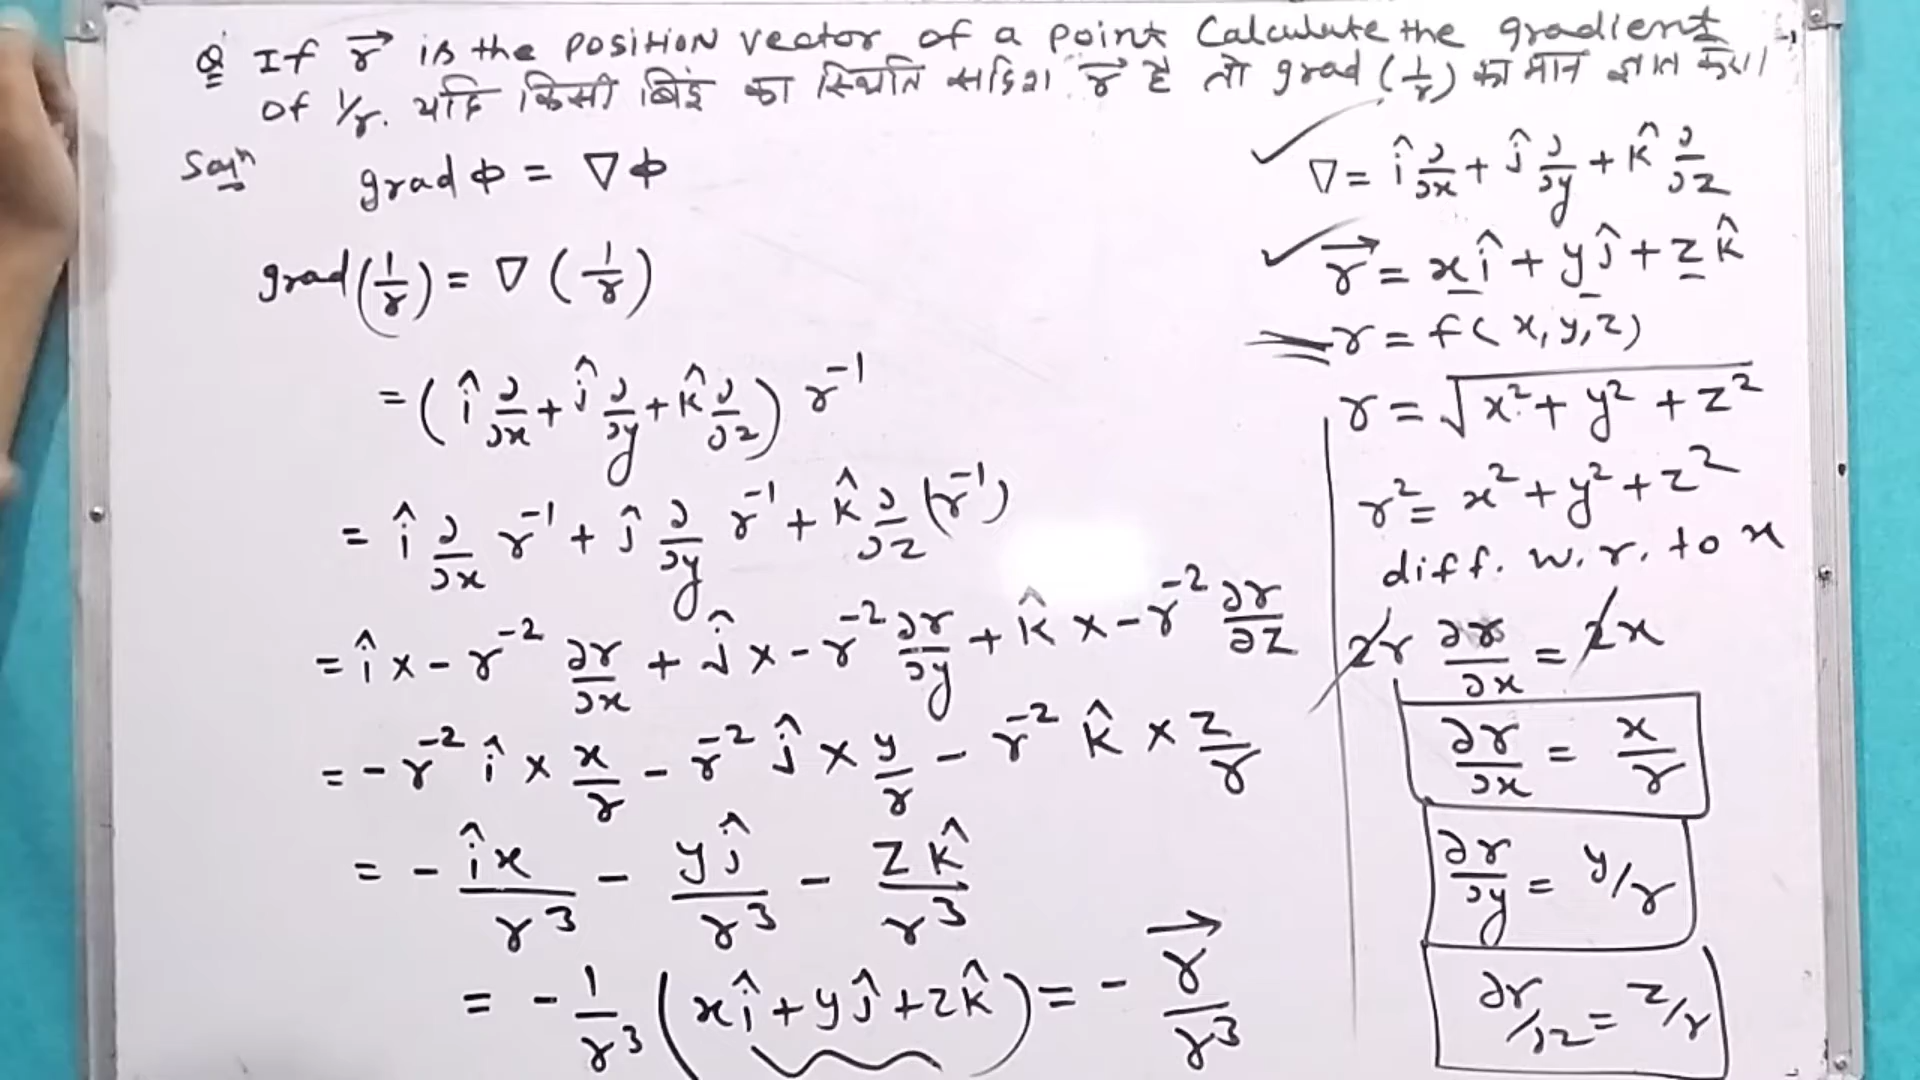 Q If r⃗ is the position vector of a point Calculate the gradient
of 1/r. यदि किसी बिंदु का स्थिति सदिश r⃗ है तो grad (1/r) का मान ज्ञात करो।
Solⁿ grad ϕ = ∇ϕ
grad(1/r) = ∇ (1/r)
= (î ∂/∂x + ĵ ∂/∂y + k̂ ∂/∂z) r⁻¹
= î ∂/∂x r⁻¹ + ĵ ∂/∂y r⁻¹ + k̂ ∂/∂z (r⁻¹)
= î × - r⁻² ∂r/∂x + ĵ × - r⁻² ∂r/∂y + k̂ × - r⁻² ∂r/∂z
= - r⁻² î × x/r - r⁻² ĵ × y/r - r⁻² k̂ × z/r
= - îx/r³ - yĵ/r³ - zk̂/r³
= - 1/r³ (xî + yĵ + zk̂) = - r⃗/r³
∇ = î ∂/∂x + ĵ ∂/∂y + k̂ ∂/∂z
r⃗ = xî + yĵ + zk̂
r = f(x, y, z)
r = √(x² + y² + z²)
r² = x² + y² + z²
diff. w. r. to x
2r ∂r/∂x = 2x
∂r/∂x = x/r
∂r/∂y = y/r
∂r/∂z = z/r